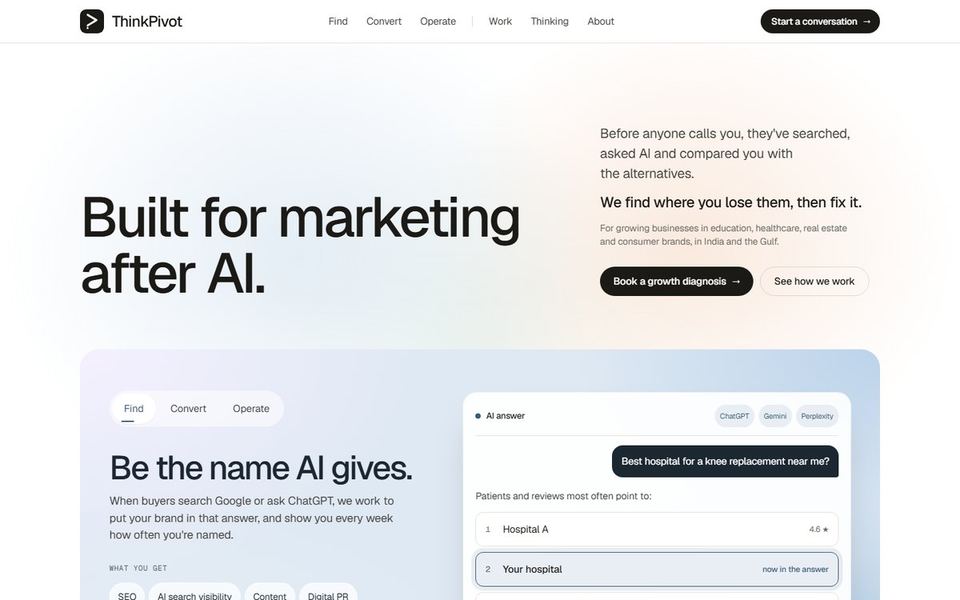 ThinkPivot
Find
Convert
Operate
Work
Thinking
About
Start a conversation →
Built for marketing
after AI.
Before anyone calls you, they've searched,
asked AI and compared you with
the alternatives.
We find where you lose them, then fix it.
For growing businesses in education, healthcare, real estate
and consumer brands, in India and the Gulf.
Book a growth diagnosis →
See how we work
Find
Convert
Operate
Be the name AI gives.
When buyers search Google or ask ChatGPT, we work to
put your brand in that answer, and show you every week
how often you're named.
WHAT YOU GET
SEO
AI search visibility
Content
Digital PR
AI answer
ChatGPT
Gemini
Perplexity
Best hospital for a knee replacement near me?
Patients and reviews most often point to:
1 Hospital A 4.6 ★
2 Your hospital now in the answer